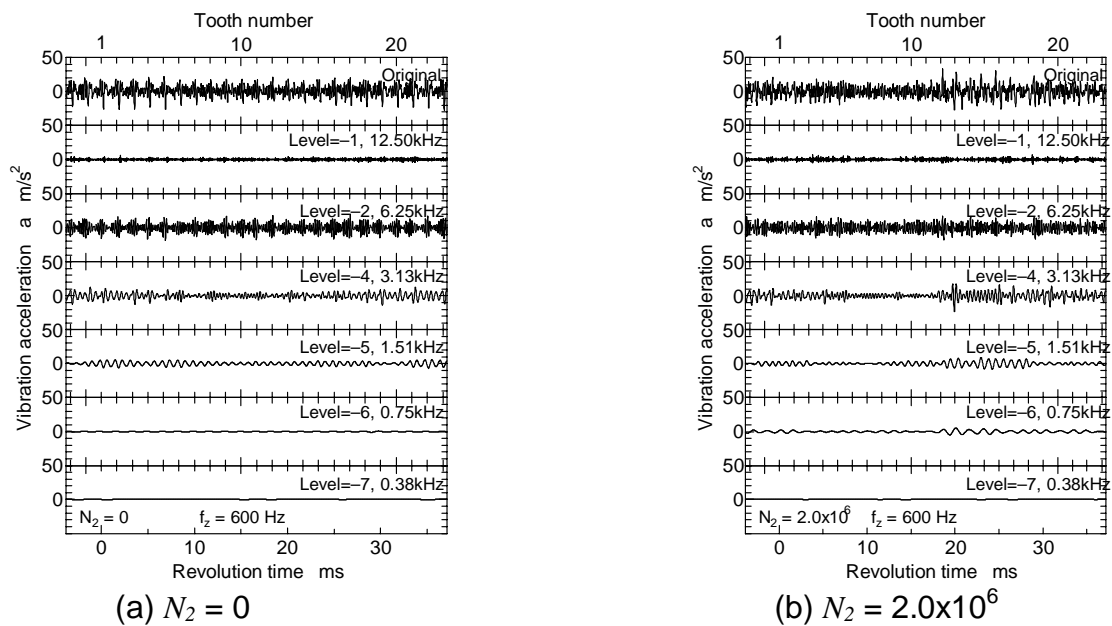 Tooth number
1 10 20
50
0
Original
50
0
Level=–1, 12.50kHz
50
0
Level=–2, 6.25kHz
50
0
Level=–4, 3.13kHz
50
0
Level=–5, 1.51kHz
50
0
Level=–6, 0.75kHz
50
0
Level=–7, 0.38kHz
N2 = 0 fz = 600 Hz
Vibration acceleration a m/s2
0 10 20 30
Revolution time ms
(a) N2 = 0
Tooth number
1 10 20
50
0
Original
50
0
Level=–1, 12.50kHz
50
0
Level=–2, 6.25kHz
50
0
Level=–4, 3.13kHz
50
0
Level=–5, 1.51kHz
50
0
Level=–6, 0.75kHz
50
0
Level=–7, 0.38kHz
N2 = 2.0x106 fz = 600 Hz
Vibration acceleration a m/s2
0 10 20 30
Revolution time ms
(b) N2 = 2.0x106